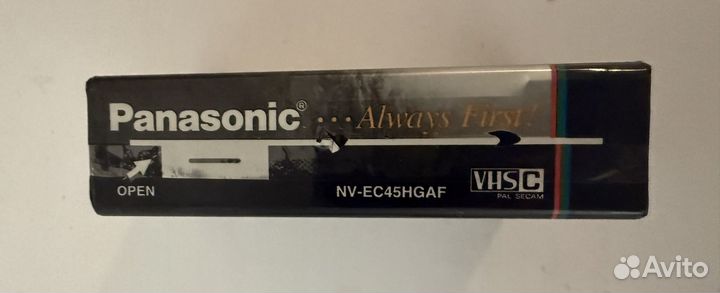 Panasonic® ...Always First!
OPEN
NV-EC45HGAF
VHS C
PAL SECAM
Avito